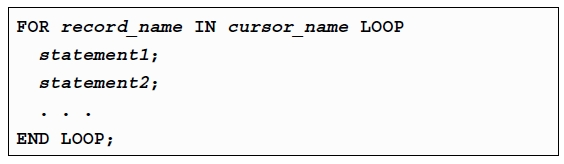 FOR record_name IN cursor_name LOOP
statement1;
statement2;
. . .
END LOOP;